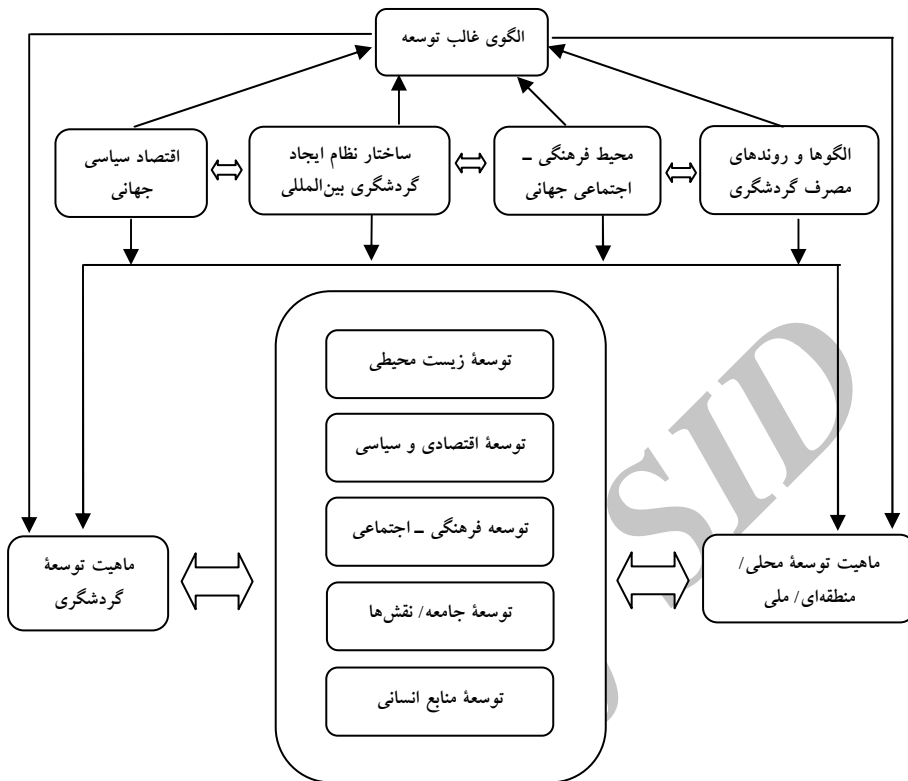 الگوی غالب توسعه
الگوها و روندهای
مصرف گردشگری
محیط فرهنگی ـ
اجتماعی جهانی
ساختار نظام ایجاد
گردشگری بین‌المللی
اقتصاد سیاسی
جهانی
توسعهٔ زیست محیطی
توسعهٔ اقتصادی و سیاسی
توسعه فرهنگی ـ اجتماعی
توسعهٔ جامعه/ نقش‌ها
توسعهٔ منابع انسانی
ماهیت توسعهٔ محلی/
منطقه‌ای/ ملی
ماهیت توسعهٔ
گردشگری
SID